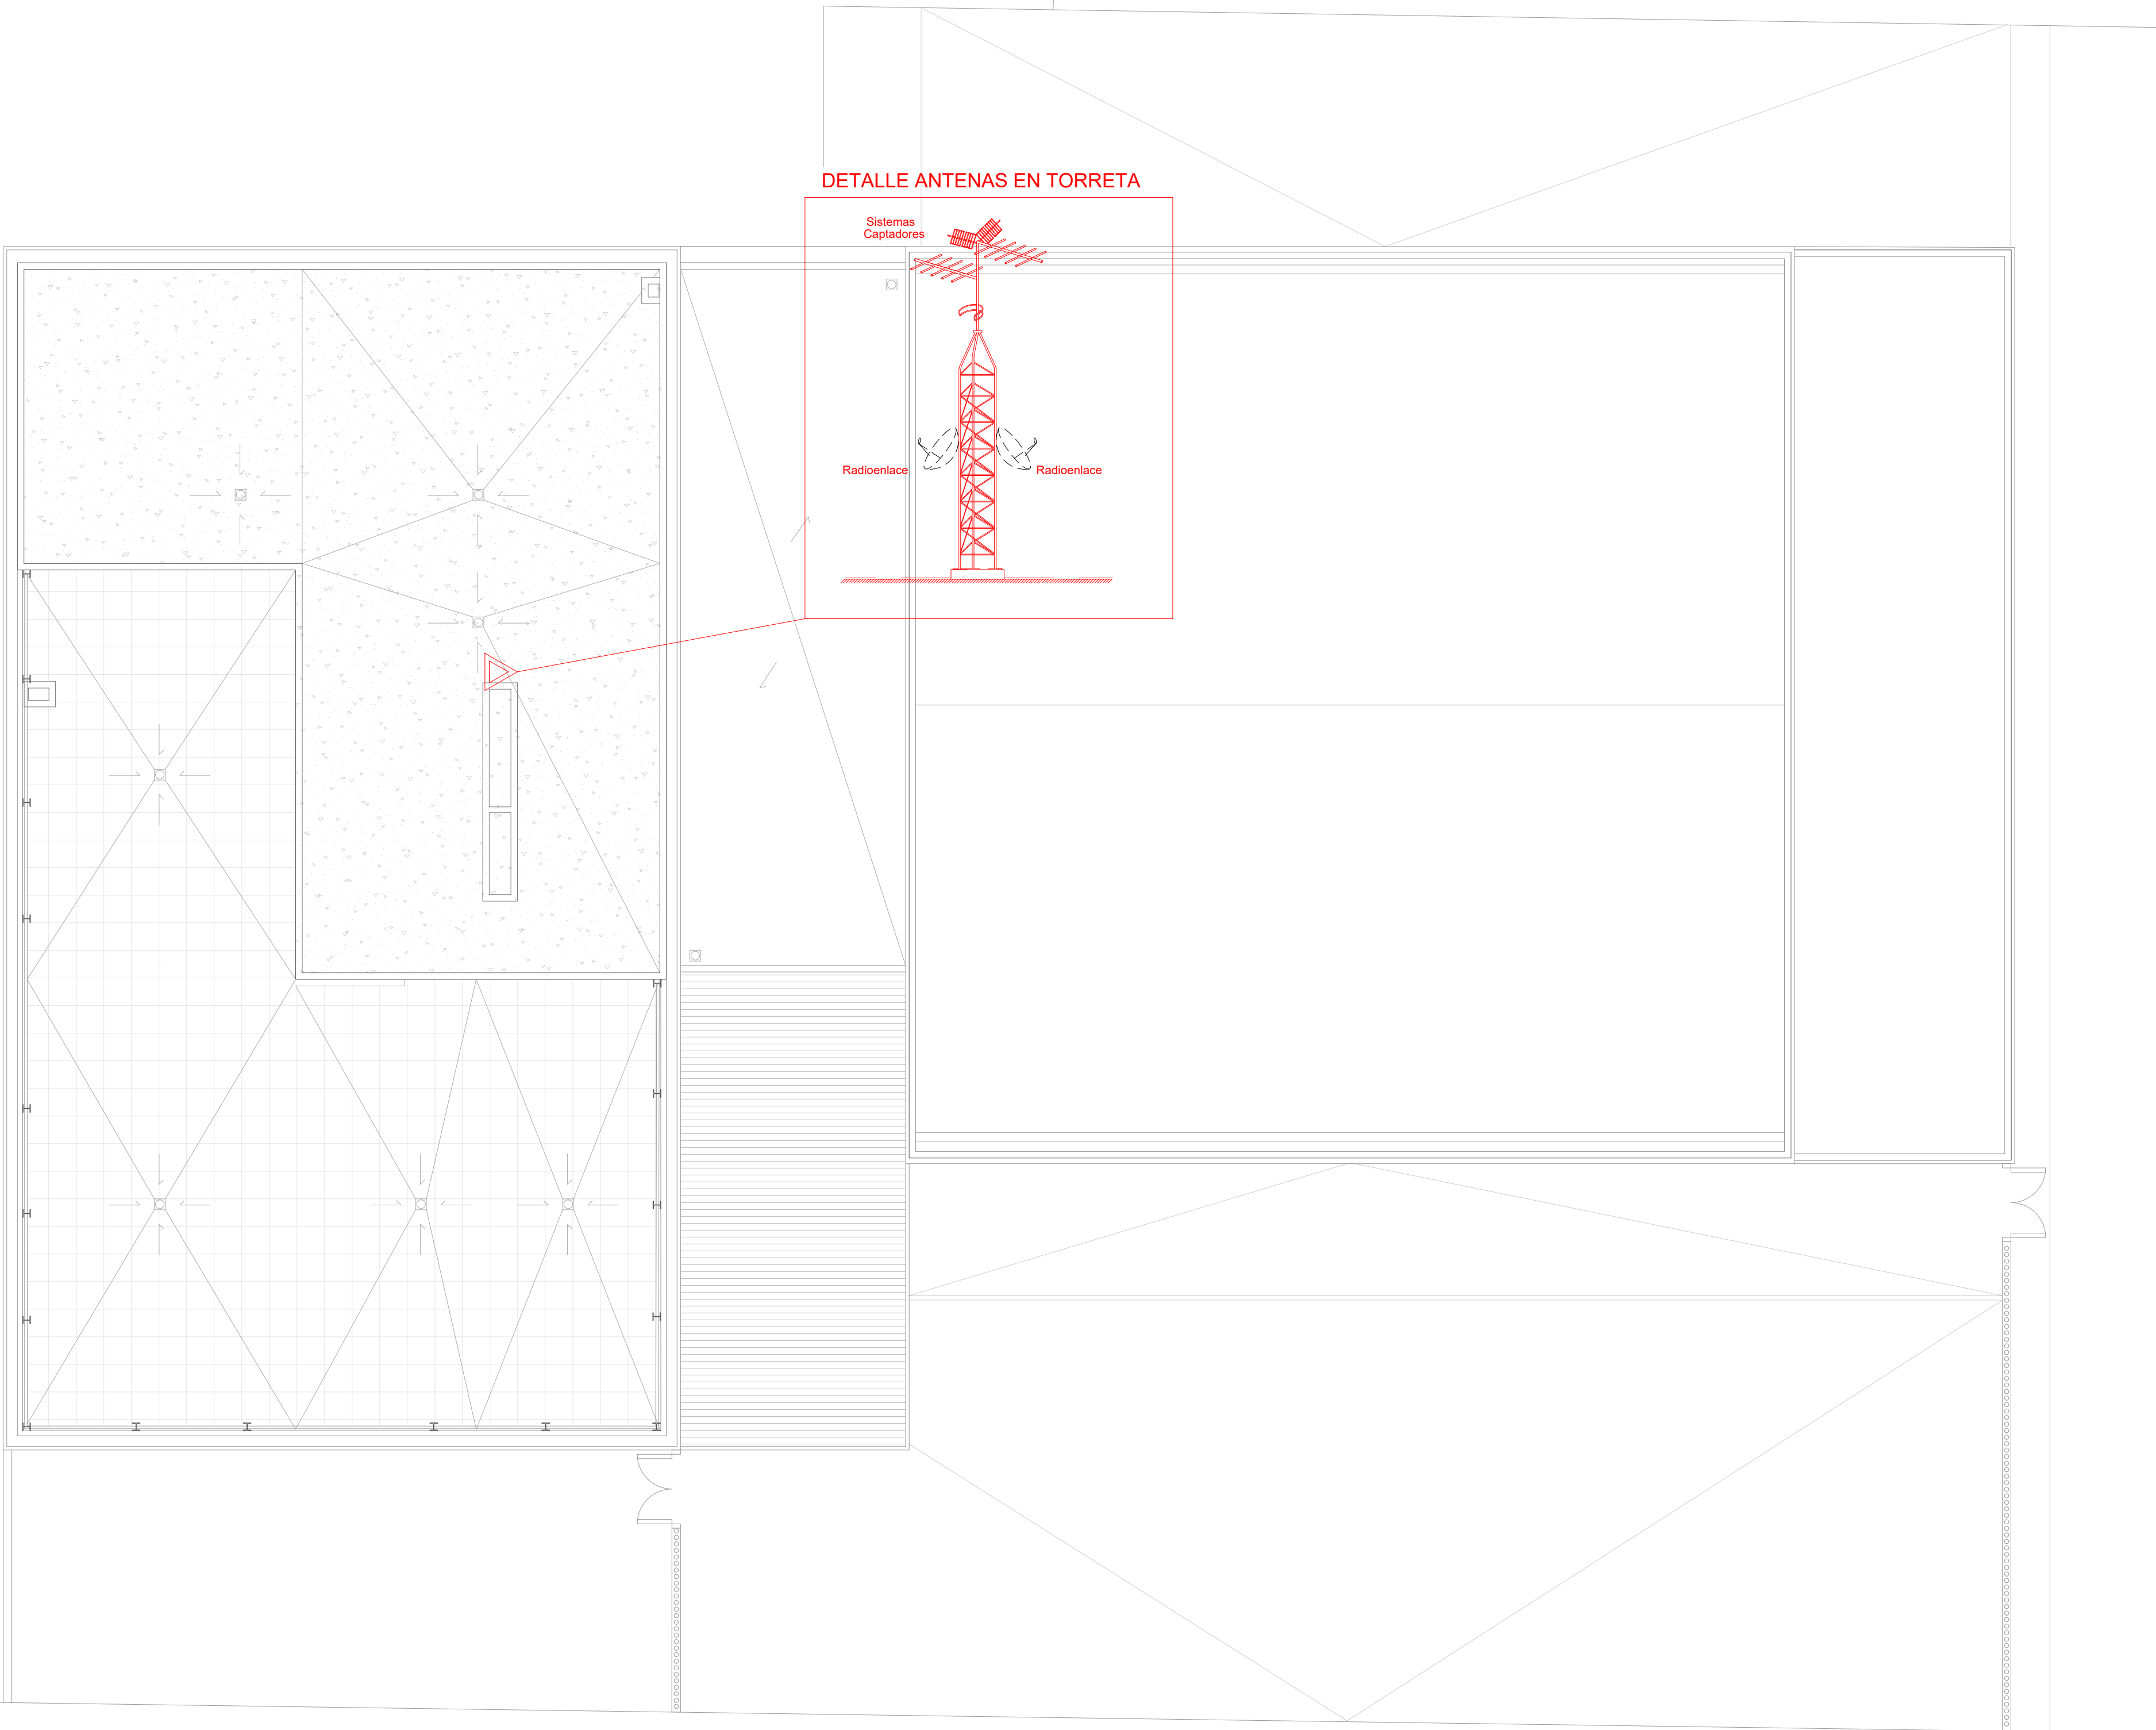 DETALLE ANTENAS EN TORRETA
Sistemas
Captadores
Radioenlace
Radioenlace